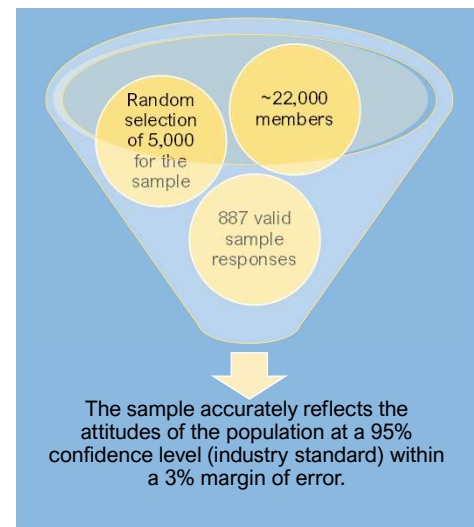 Random
selection
of 5,000
for the
sample
~22,000
members
887 valid
sample
responses
The sample accurately reflects the
attitudes of the population at a 95%
confidence level (industry standard) within
a 3% margin of error.